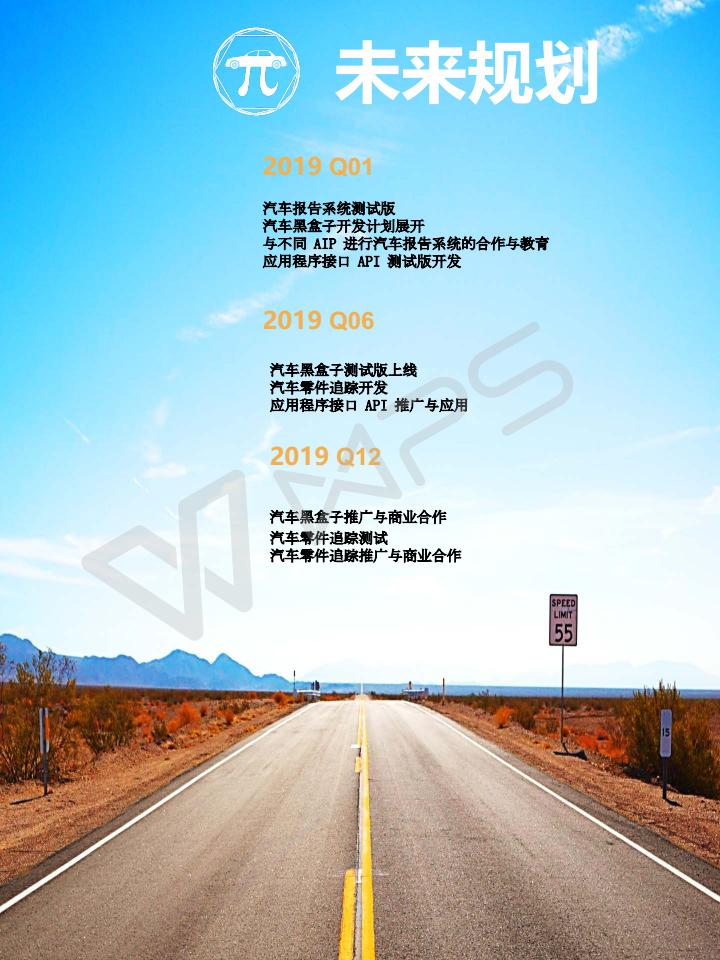 π
未来规划
2019 Q01
汽车报告系统测试版
汽车黑盒子开发计划展开
与不同 AIP 进行汽车报告系统的合作与教育
应用程序接口 API 测试版开发
2019 Q06
汽车黑盒子测试版上线
汽车零件追踪开发
应用程序接口 API 推广与应用
2019 Q12
汽车黑盒子推广与商业合作
汽车零件追踪测试
汽车零件追踪推广与商业合作
WAPS
SPEED
LIMIT
55
15